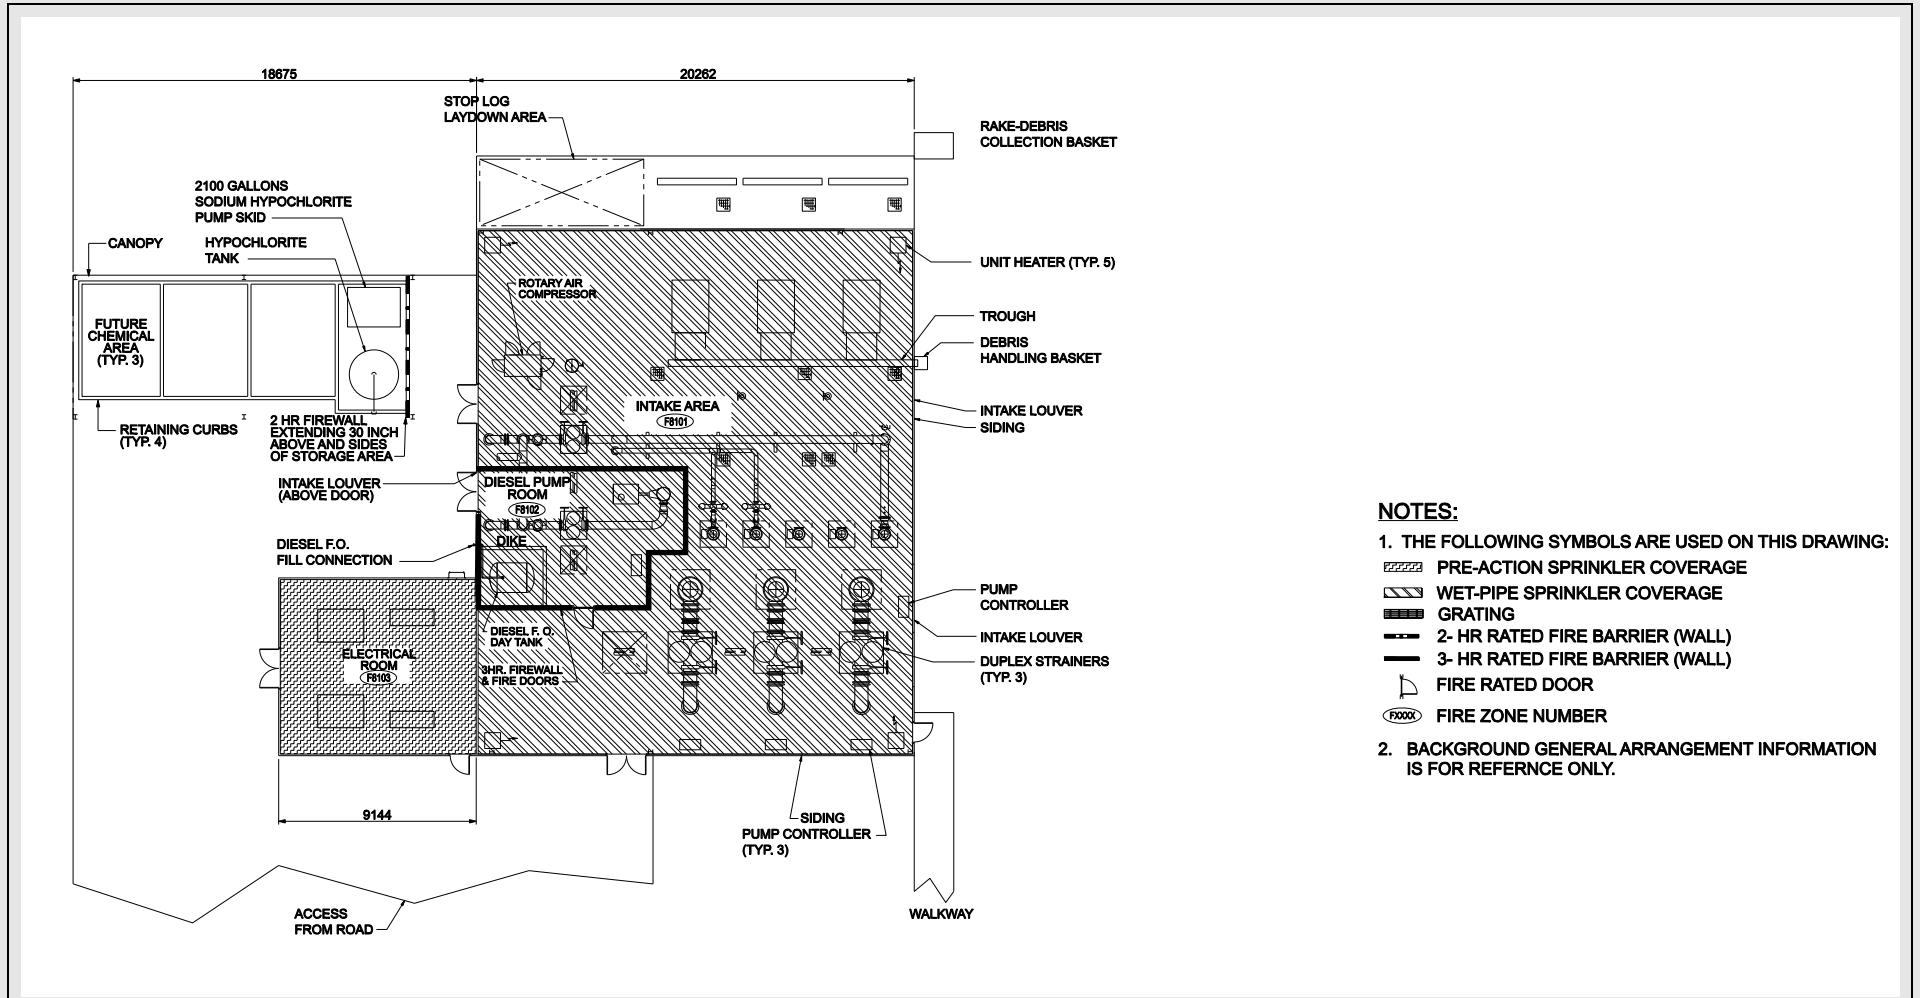 18675
20262
STOP LOG
LAYDOWN AREA
RAKE-DEBRIS
COLLECTION BASKET
2100 GALLONS
SODIUM HYPOCHLORITE
PUMP SKID
CANOPY
HYPOCHLORITE
TANK
UNIT HEATER (TYP. 5)
ROTARY AIR
COMPRESSOR
FUTURE
CHEMICAL
AREA
(TYP. 3)
TROUGH
DEBRIS
HANDLING BASKET
INTAKE AREA
F8101
INTAKE LOUVER
SIDING
RETAINING CURBS
(TYP. 4)
2 HR FIREWALL
EXTENDING 30 INCH
ABOVE AND SIDES
OF STORAGE AREA
INTAKE LOUVER
(ABOVE DOOR)
DIESEL PUMP
ROOM
F8102
DIKE
DIESEL F.O.
FILL CONNECTION
PUMP
CONTROLLER
DIESEL F. O.
DAY TANK
INTAKE LOUVER
DUPLEX STRAINERS
(TYP. 3)
ELECTRICAL
ROOM
F8103
3HR. FIREWALL
& FIRE DOORS
9144
SIDING
PUMP CONTROLLER
(TYP. 3)
ACCESS
FROM ROAD
WALKWAY
NOTES:
1. THE FOLLOWING SYMBOLS ARE USED ON THIS DRAWING:
PRE-ACTION SPRINKLER COVERAGE
WET-PIPE SPRINKLER COVERAGE
GRATING
2- HR RATED FIRE BARRIER (WALL)
3- HR RATED FIRE BARRIER (WALL)
FIRE RATED DOOR
FXXXX FIRE ZONE NUMBER
2. BACKGROUND GENERAL ARRANGEMENT INFORMATION
IS FOR REFERNCE ONLY.